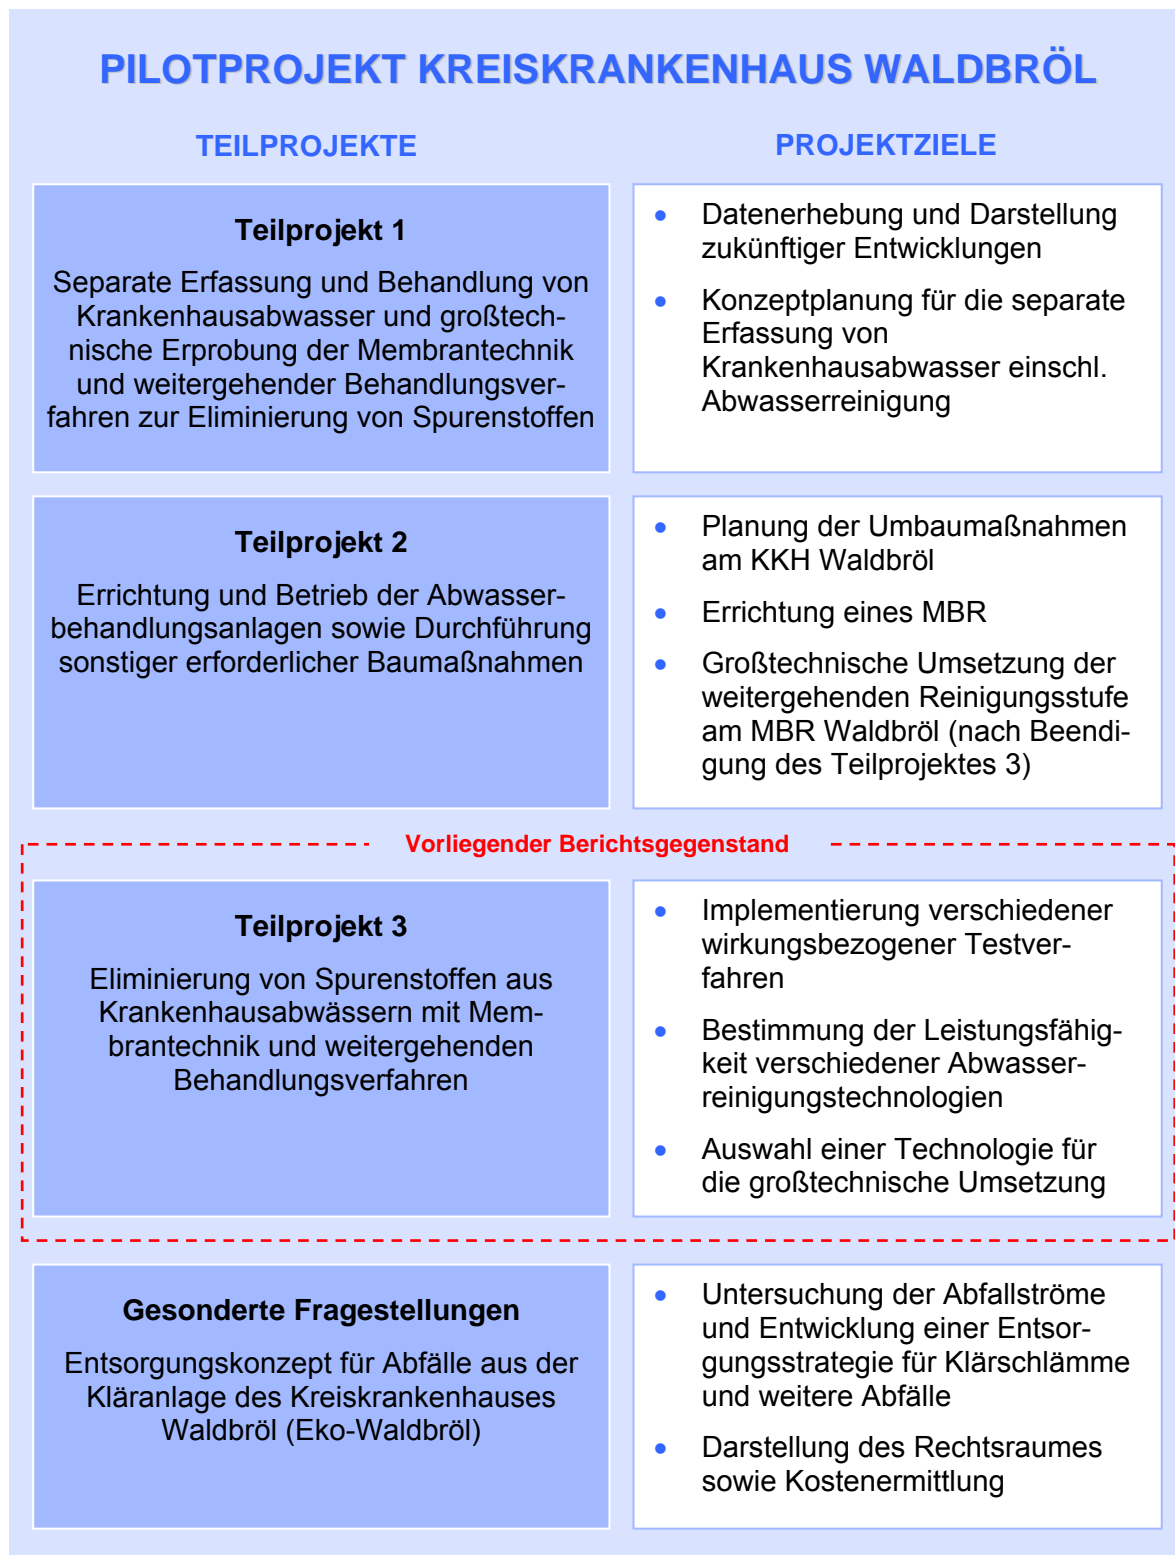 PILOTPROJEKT KREISKRANKENHAUS WALDBRÖL
TEILPROJEKTE
PROJEKTZIELE
Teilprojekt 1
Separate Erfassung und Behandlung von
Krankenhausabwasser und großtech-
nische Erprobung der Membrantechnik
und weitergehender Behandlungsver-
fahren zur Eliminierung von Spurenstoffen
• Datenerhebung und Darstellung
zukünftiger Entwicklungen
• Konzeptplanung für die separate
Erfassung von
Krankenhausabwasser einschl.
Abwasserreinigung
Teilprojekt 2
Errichtung und Betrieb der Abwasser-
behandlungsanlagen sowie Durchführung
sonstiger erforderlicher Baumaßnahmen
• Planung der Umbaumaßnahmen
am KKH Waldbröl
• Errichtung eines MBR
• Großtechnische Umsetzung der
weitergehenden Reinigungsstufe
am MBR Waldbröl (nach Beendi-
gung des Teilprojektes 3)
Vorliegender Berichtsgegenstand
Teilprojekt 3
Eliminierung von Spurenstoffen aus
Krankenhausabwässern mit Mem-
brantechnik und weitergehenden
Behandlungsverfahren
• Implementierung verschiedener
wirkungsbezogener Testver-
fahren
• Bestimmung der Leistungsfähig-
keit verschiedener Abwasser-
reinigungstechnologien
• Auswahl einer Technologie für
die großtechnische Umsetzung
Gesonderte Fragestellungen
Entsorgungskonzept für Abfälle aus der
Kläranlage des Kreiskrankenhauses
Waldbröl (Eko-Waldbröl)
• Untersuchung der Abfallströme
und Entwicklung einer Entsor-
gungsstrategie für Klärschlämme
und weitere Abfälle
• Darstellung des Rechtsraumes
sowie Kostenermittlung